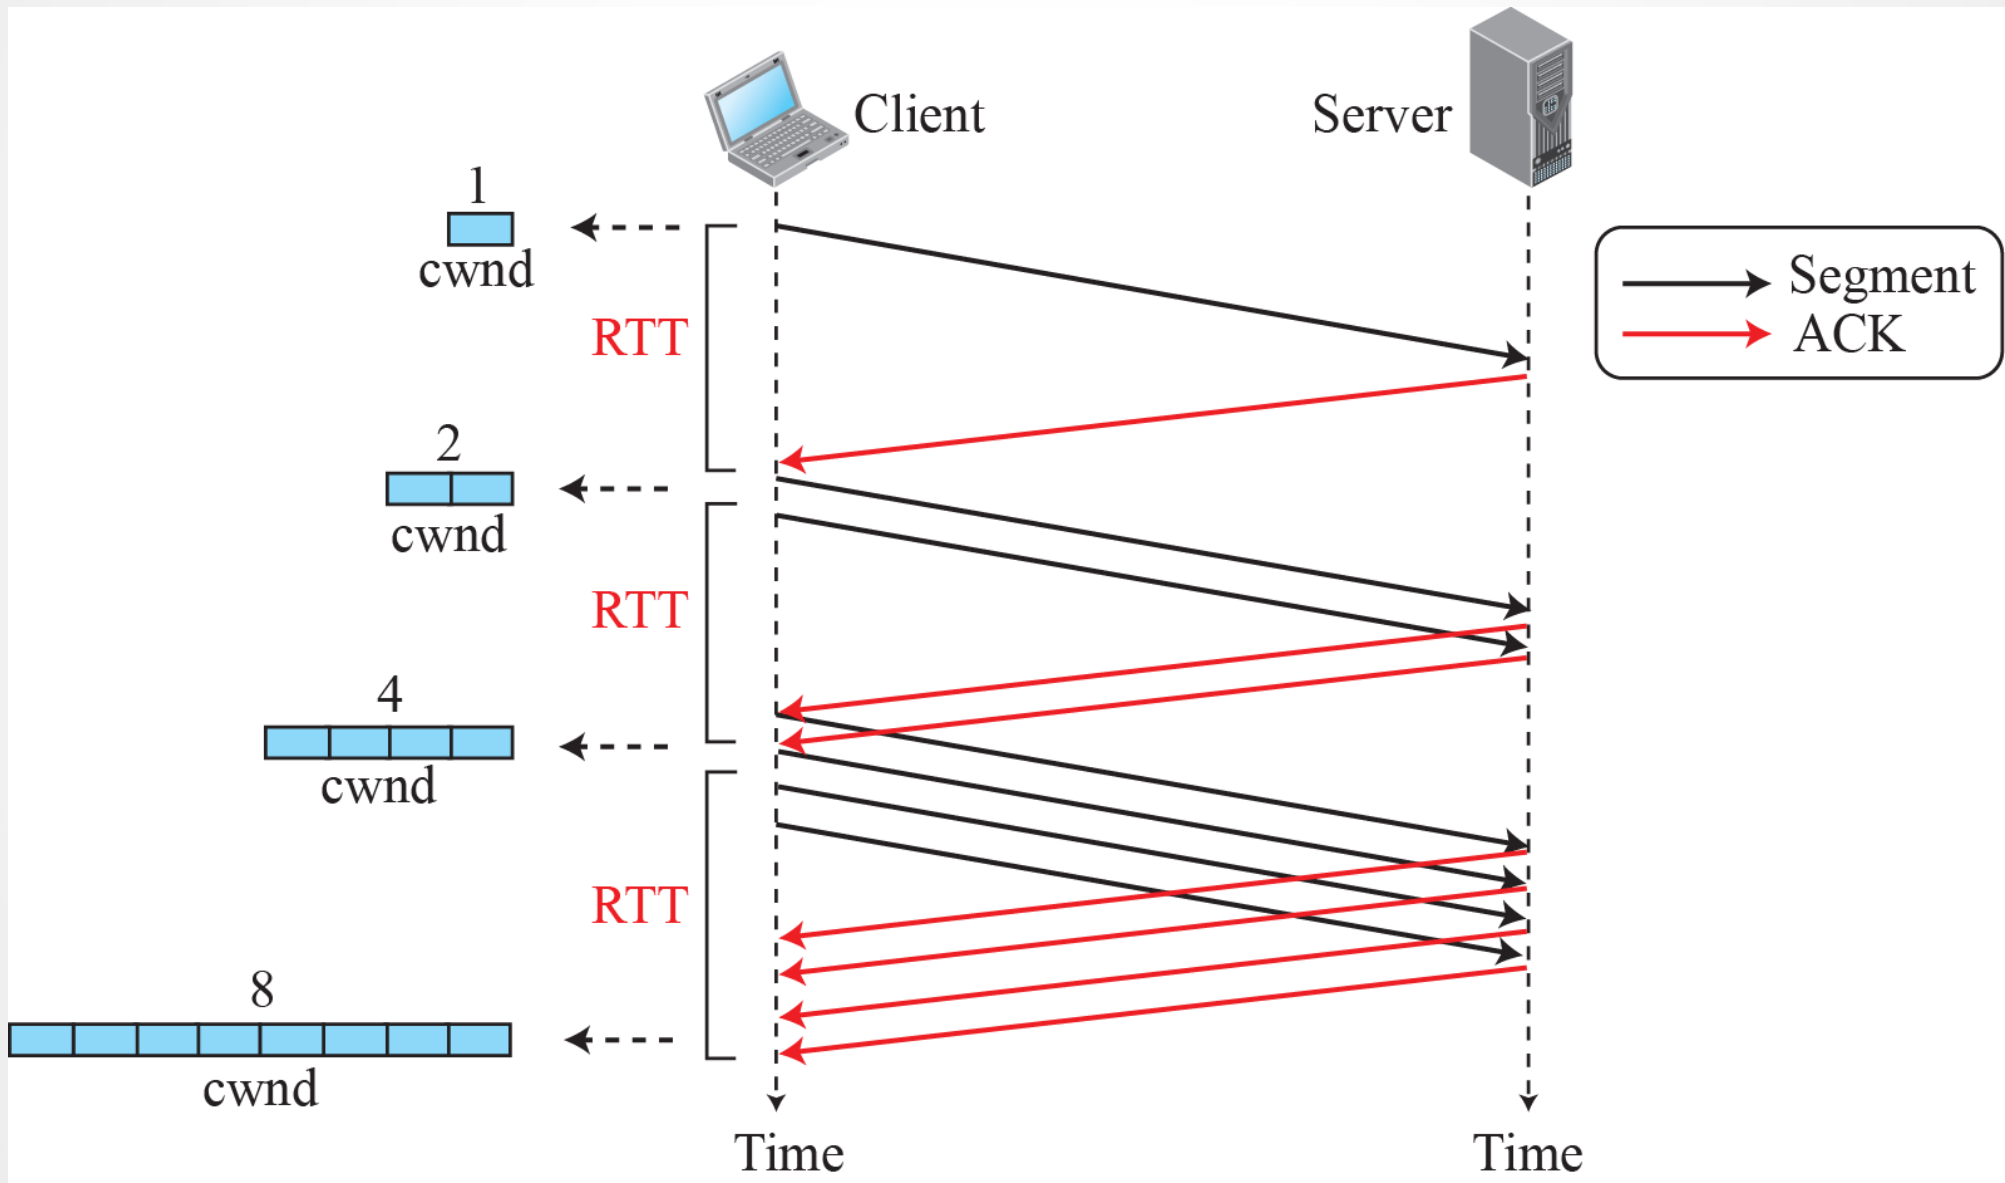 Client
Server
1
cwnd
Segment
ACK
RTT
2
cwnd
RTT
4
cwnd
RTT
8
cwnd
Time
Time